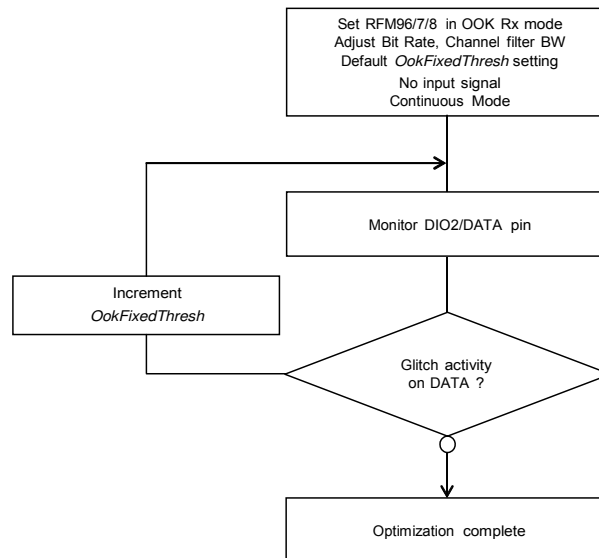 Set RFM96/7/8 in OOK Rx mode
Adjust Bit Rate, Channel filter BW
Default OokFixedThresh setting
No input signal
Continuous Mode
Monitor DIO2/DATA pin
Increment
OokFixedThresh
Glitch activity
on DATA ?
Optimization complete